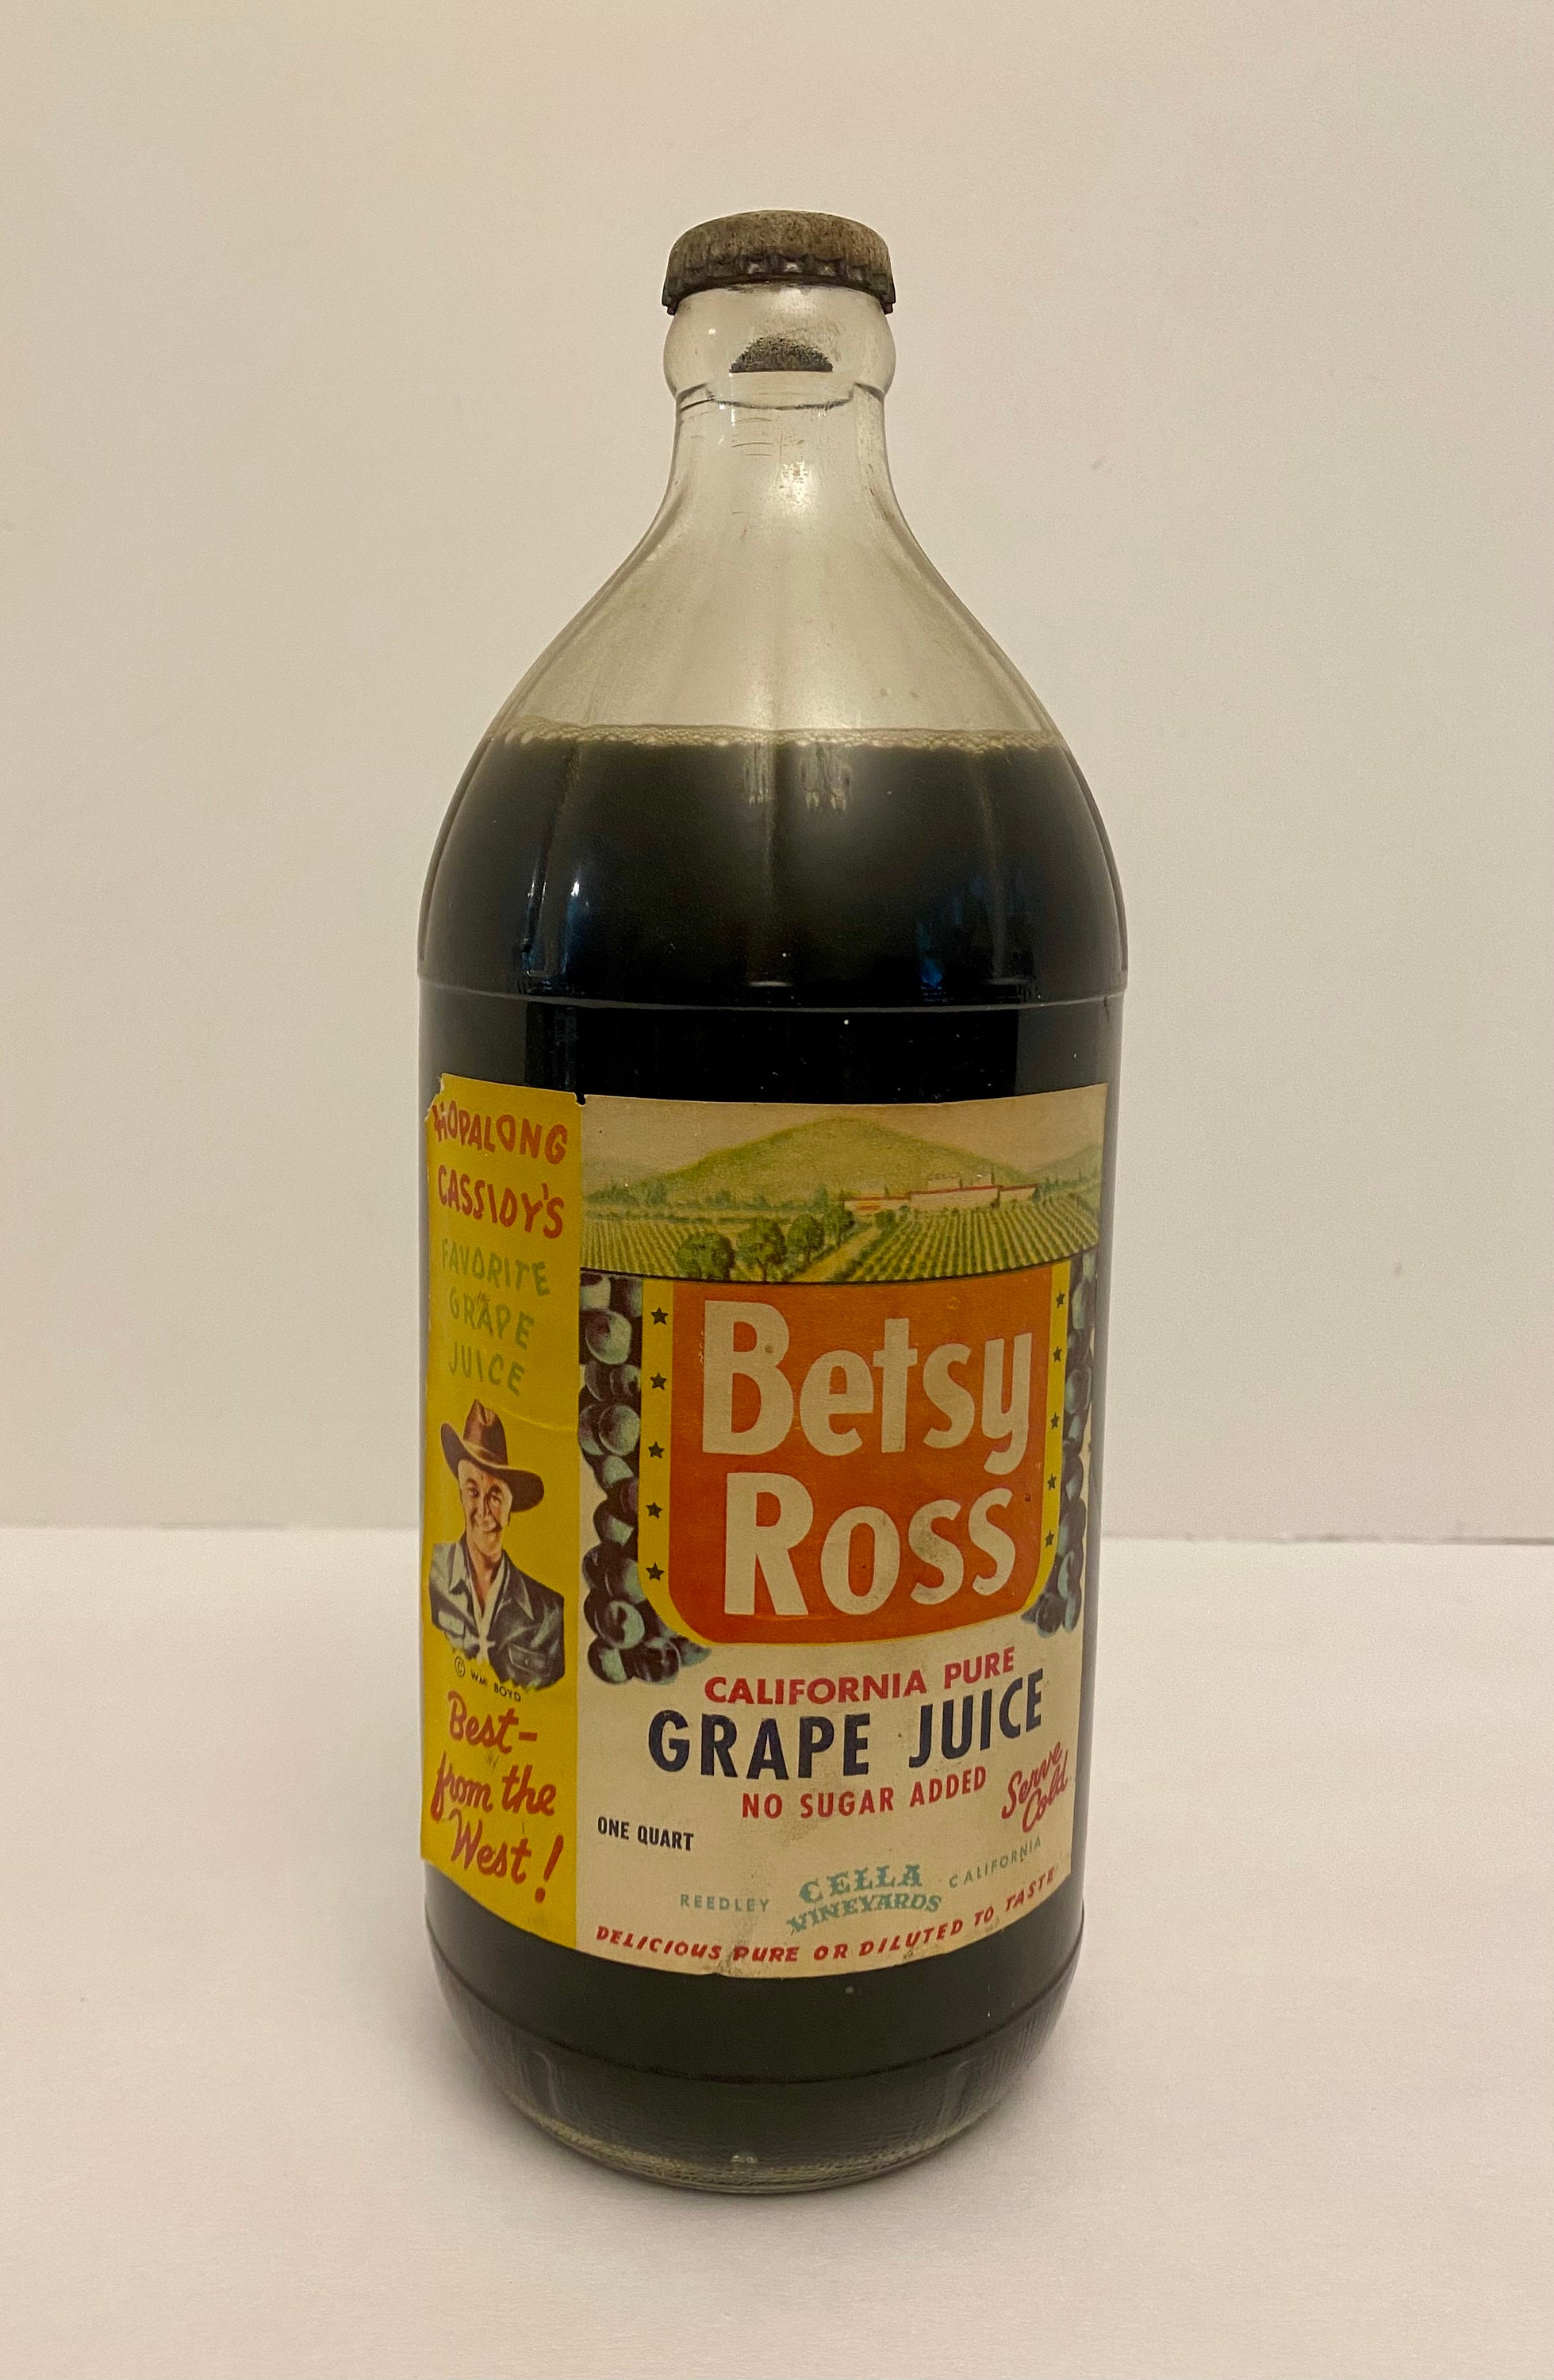 HOPALONG
CASSIDY'S
FAVORITE
GRAPE
JUICE
© WM BOYD
Best-
from the
West!
Betsy
Ross
CALIFORNIA PURE
GRAPE JUICE
NO SUGAR ADDED
Serve
Cold
ONE QUART
REEDLEY CELLA CALIFORNIA
VINEYARDS
DELICIOUS PURE OR DILUTED TO TASTE